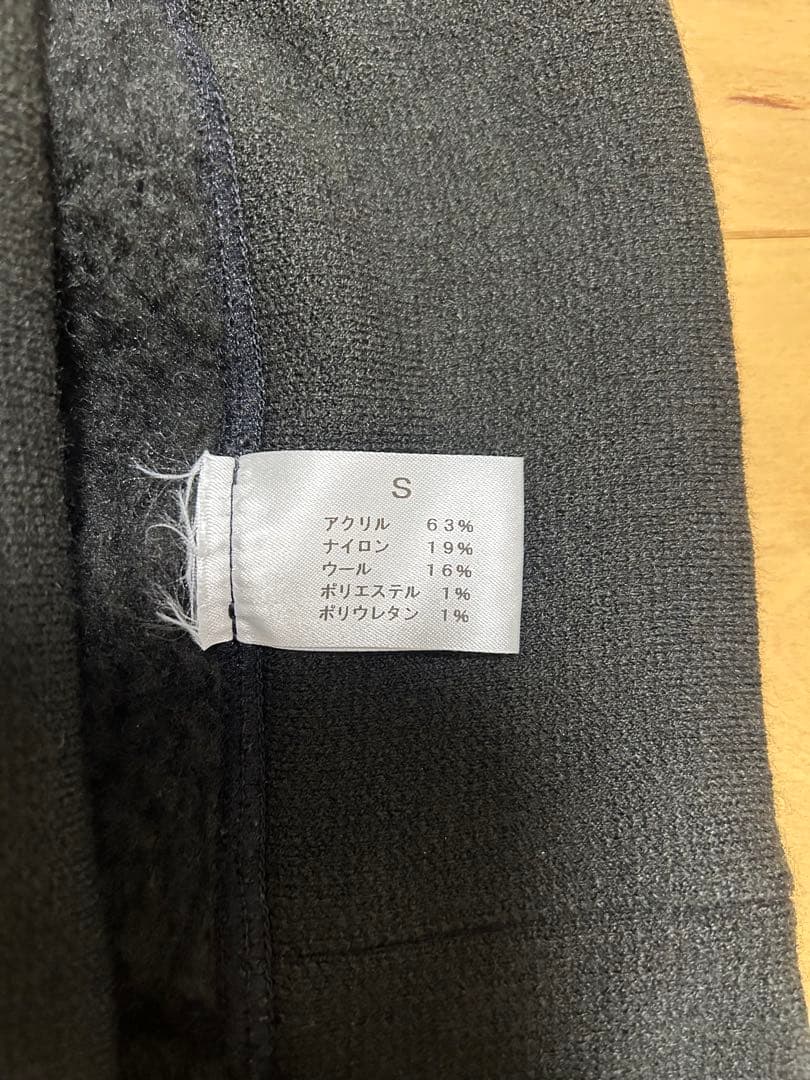 S
アクリル 63%
ナイロン 19%
ウール 16%
ポリエステル 1%
ポリウレタン 1%